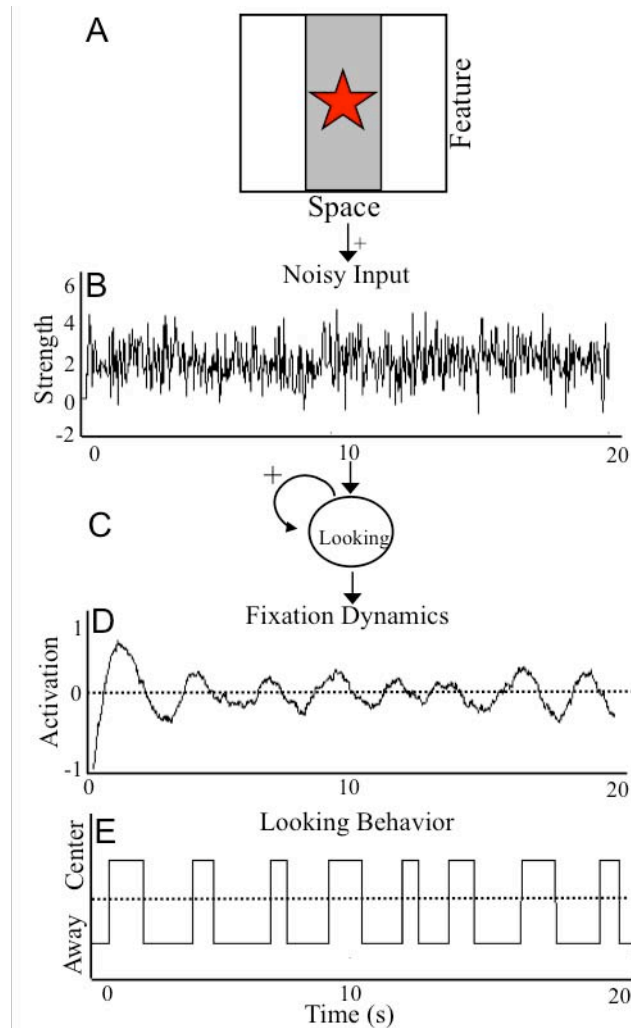 A
Feature
Space
+
B
Noisy Input
Strength
6
4
2
0
-2
0 10 20
+
C
Looking
D
Fixation Dynamics
Activation
1
0
-1
0 10 20
E
Looking Behavior
Center
Away
0 10 20
Time (s)